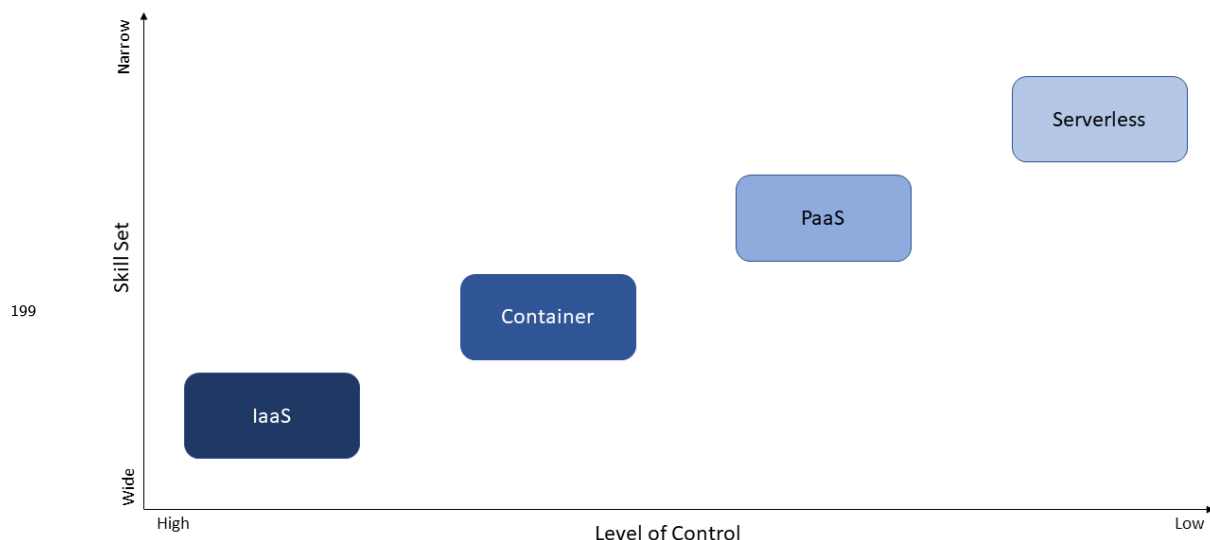 Narrow
Serverless
PaaS
Skill Set
199
Container
IaaS
Wide
High
Level of Control
Low